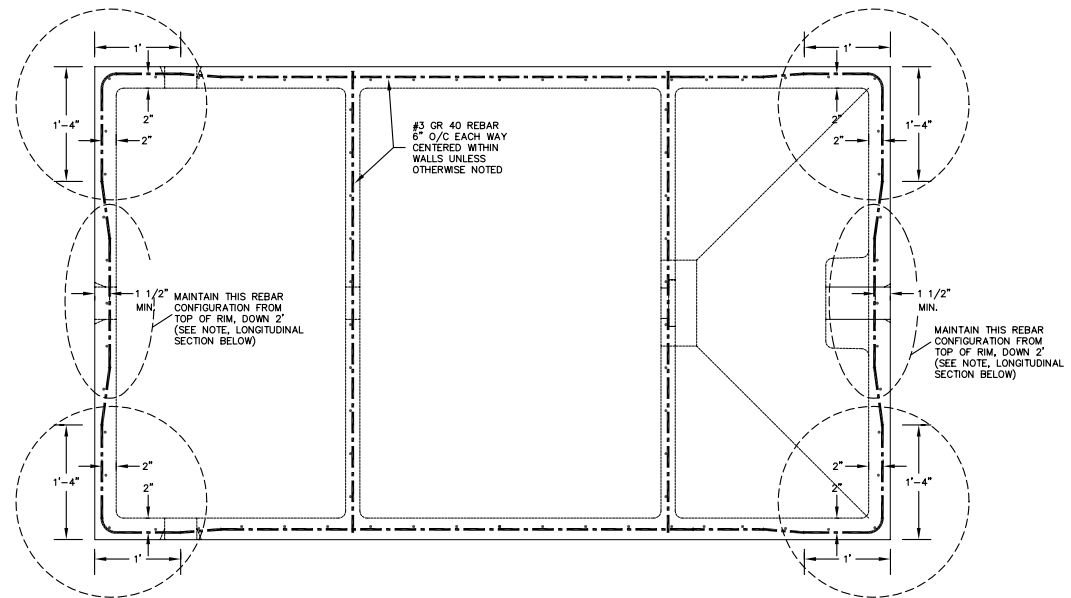 1'
1'
1'-4"
2"
2"
#3 GR 40 REBAR
6" O/C EACH WAY
CENTERED WITHIN
WALLS UNLESS
OTHERWISE NOTED
2"
2"
1'-4"
1 1/2"
MIN.
MAINTAIN THIS REBAR
CONFIGURATION FROM
TOP OF RIM, DOWN 2'
(SEE NOTE, LONGITUDINAL
SECTION BELOW)
1 1/2"
MIN.
MAINTAIN THIS REBAR
CONFIGURATION FROM
TOP OF RIM, DOWN 2'
(SEE NOTE, LONGITUDINAL
SECTION BELOW)
1'-4"
2"
2"
2"
2"
1'-4"
1'
1'